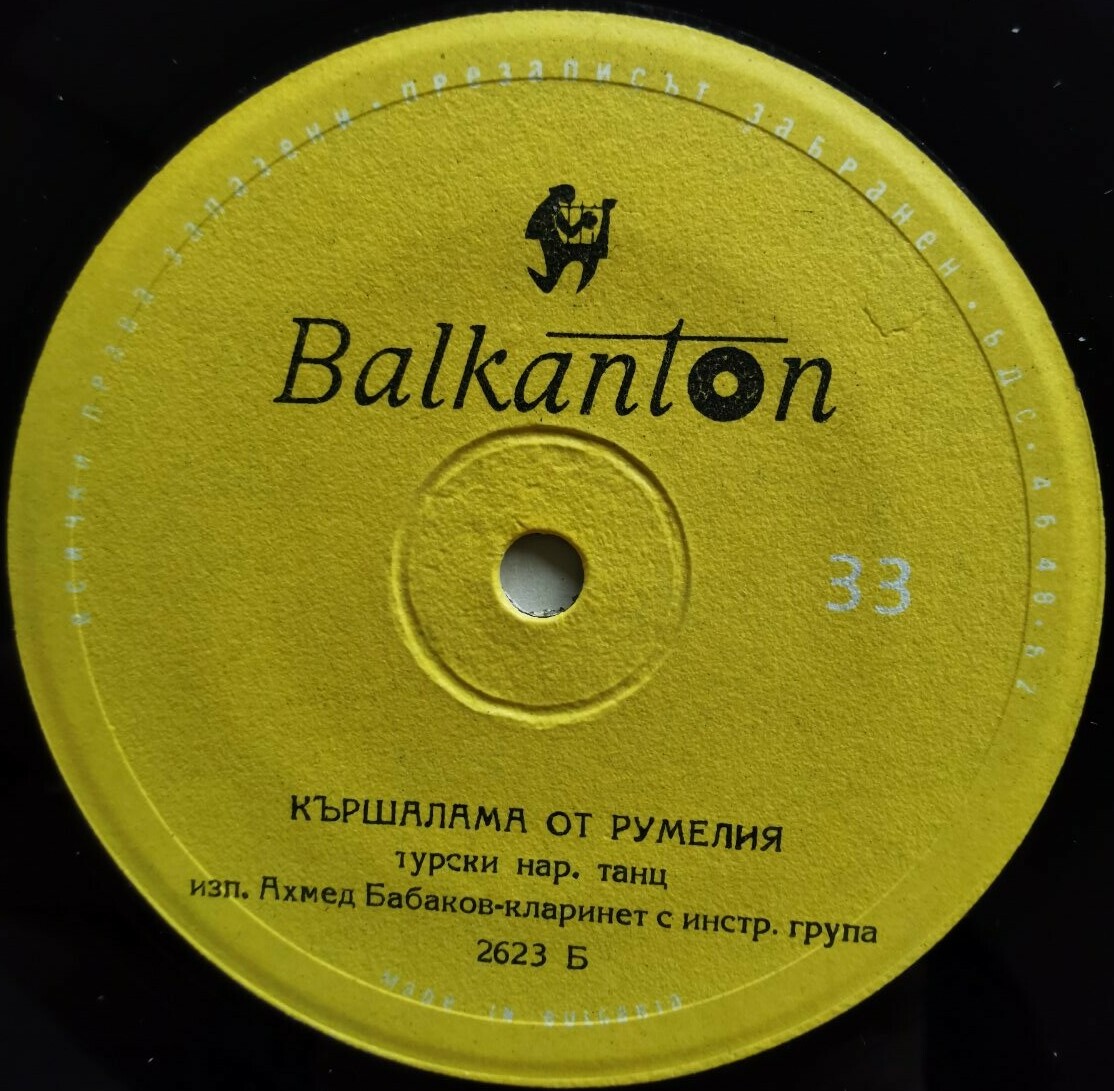 всички права запазени · презаписът забранен · БДС · 4648-62
Balkanton
33
КЪРШАЛАМА ОТ РУМЕЛИЯ
турски нар. танц
изп. Ахмед Бабаков-кларинет с инстр. група
2623 Б
made in bulgaria